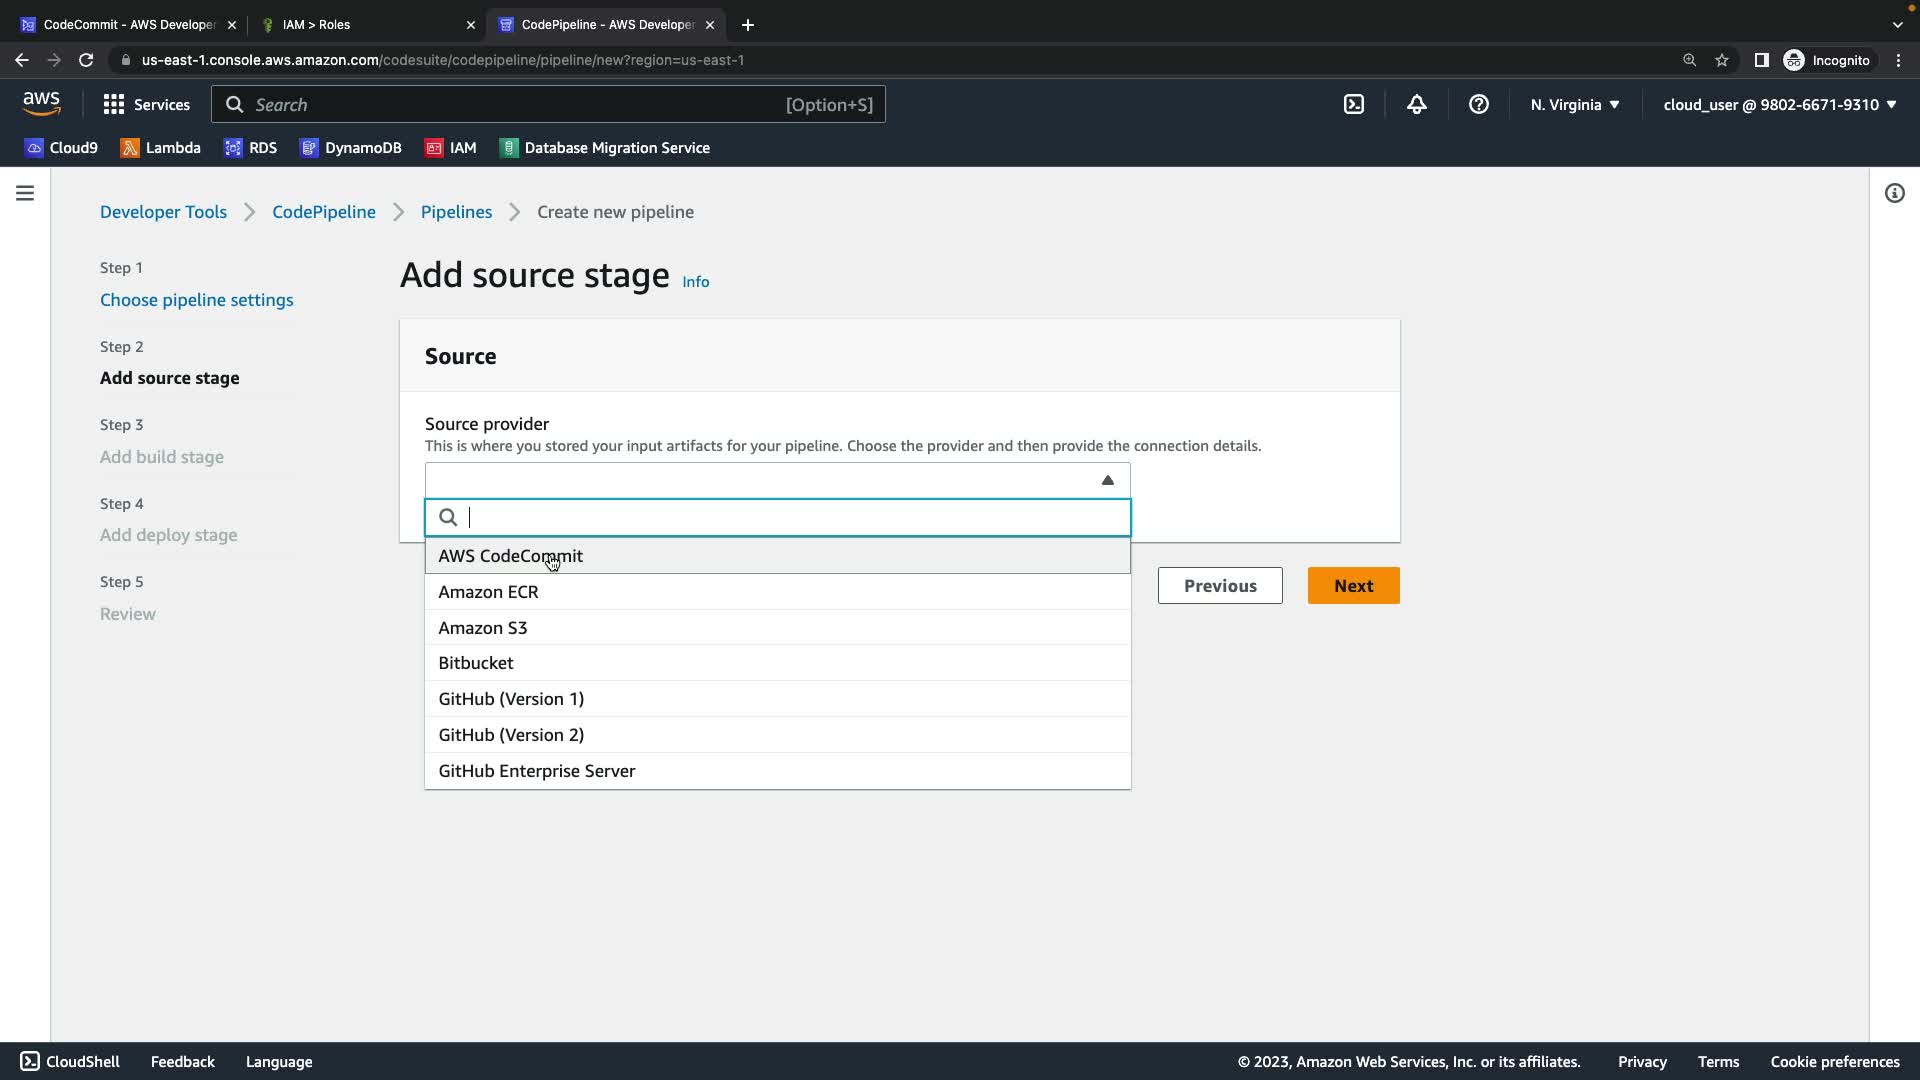 CodeCommit - AWS Developer
IAM > Roles
CodePipeline - AWS Developer
us-east-1.console.aws.amazon.com/codesuite/codepipeline/pipeline/new?region=us-east-1
Incognito
aws
Services
Search
[Option+S]
N. Virginia
cloud_user @ 9802-6671-9310
Cloud9
Lambda
RDS
DynamoDB
IAM
Database Migration Service
Developer Tools
CodePipeline
Pipelines
Create new pipeline
Step 1
Choose pipeline settings
Step 2
Add source stage
Step 3
Add build stage
Step 4
Add deploy stage
Step 5
Review
Add source stage Info
Source
Source provider
This is where you stored your input artifacts for your pipeline. Choose the provider and then provide the connection details.
AWS CodeCommit
Amazon ECR
Amazon S3
Bitbucket
GitHub (Version 1)
GitHub (Version 2)
GitHub Enterprise Server
Previous
Next
CloudShell
Feedback
Language
© 2023, Amazon Web Services, Inc. or its affiliates.
Privacy
Terms
Cookie preferences